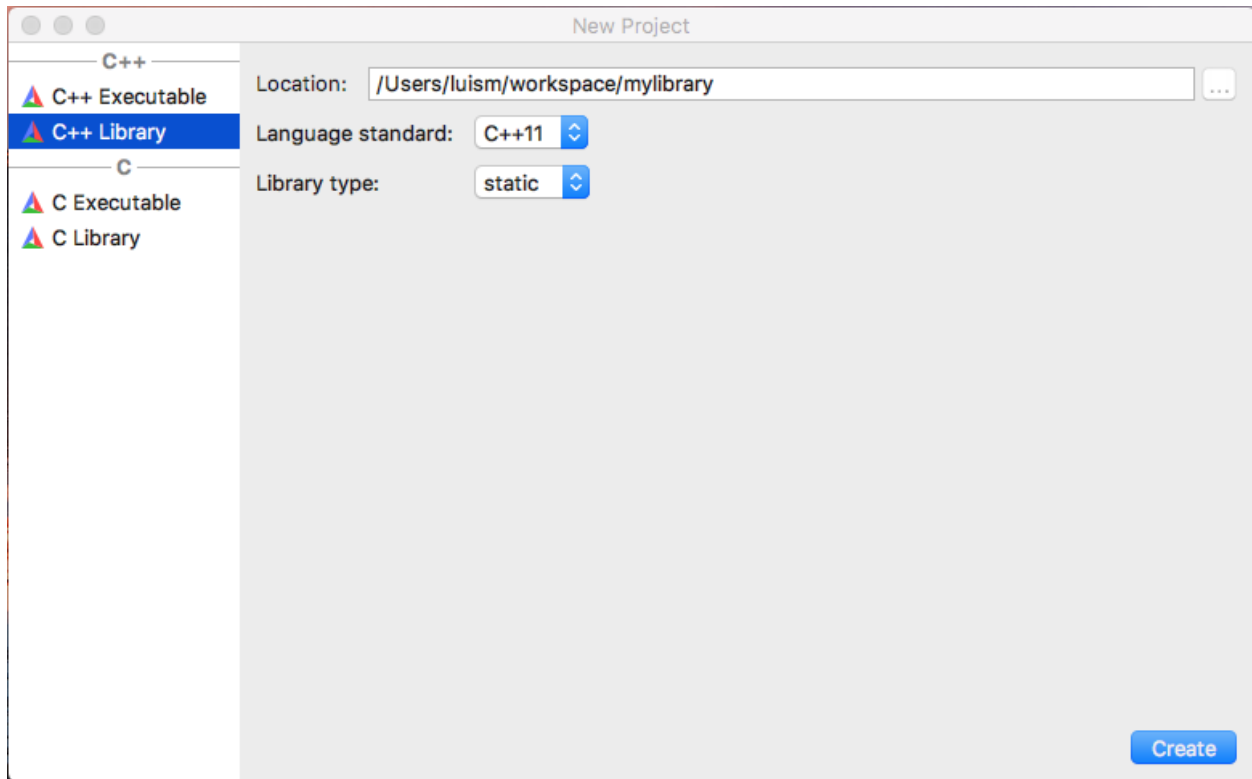 New Project
C++
C++ Executable
C++ Library
C
C Executable
C Library
Location: /Users/luism/workspace/mylibrary ...
Language standard: C++11
Library type: static
Create